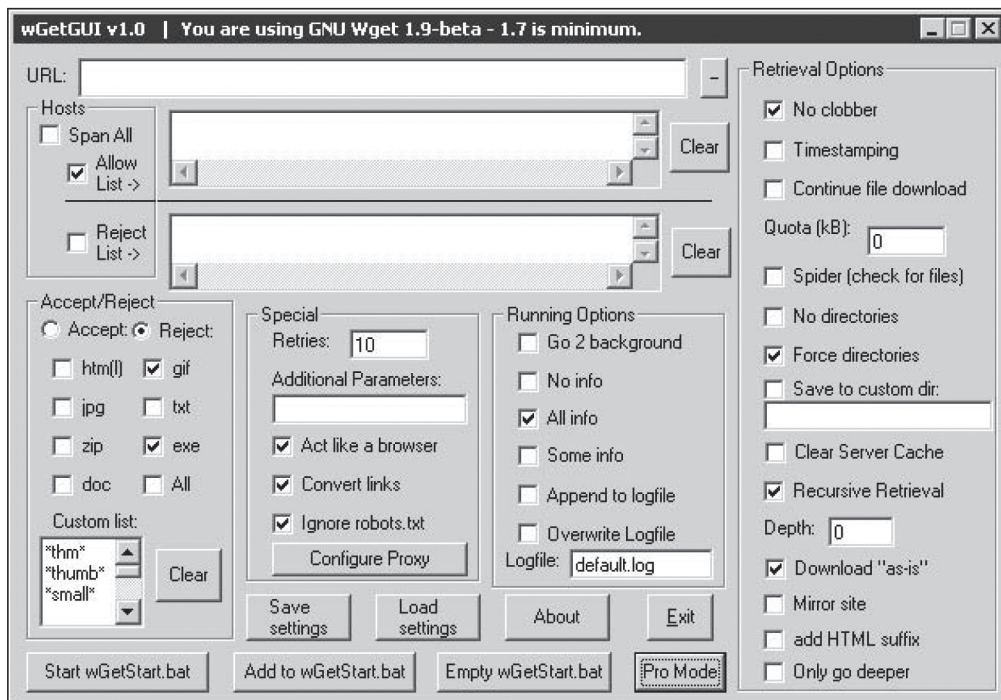 wGetGUI v1.0 | You are using GNU Wget 1.9-beta - 1.7 is minimum.
URL:
-
Hosts
Span All
Allow
List ->
Clear
Reject
List ->
Clear
Accept/Reject
Accept: Reject:
htm(l) gif
jpg txt
zip exe
doc All
Custom list:
*thm*
*thumb*
*small*
Clear
Special
Retries: 10
Additional Parameters:
Act like a browser
Convert links
Ignore robots.txt
Configure Proxy
Running Options
Go 2 background
No info
All info
Some info
Append to logfile
Overwrite Logfile
Logfile: default.log
Save
settings
Load
settings
About
Exit
Start wGetStart.bat
Add to wGetStart.bat
Empty wGetStart.bat
Pro Mode
Retrieval Options
No clobber
Timestamping
Continue file download
Quota (kB): 0
Spider (check for files)
No directories
Force directories
Save to custom dir:
Clear Server Cache
Recursive Retrieval
Depth: 0
Download "as-is"
Mirror site
add HTML suffix
Only go deeper